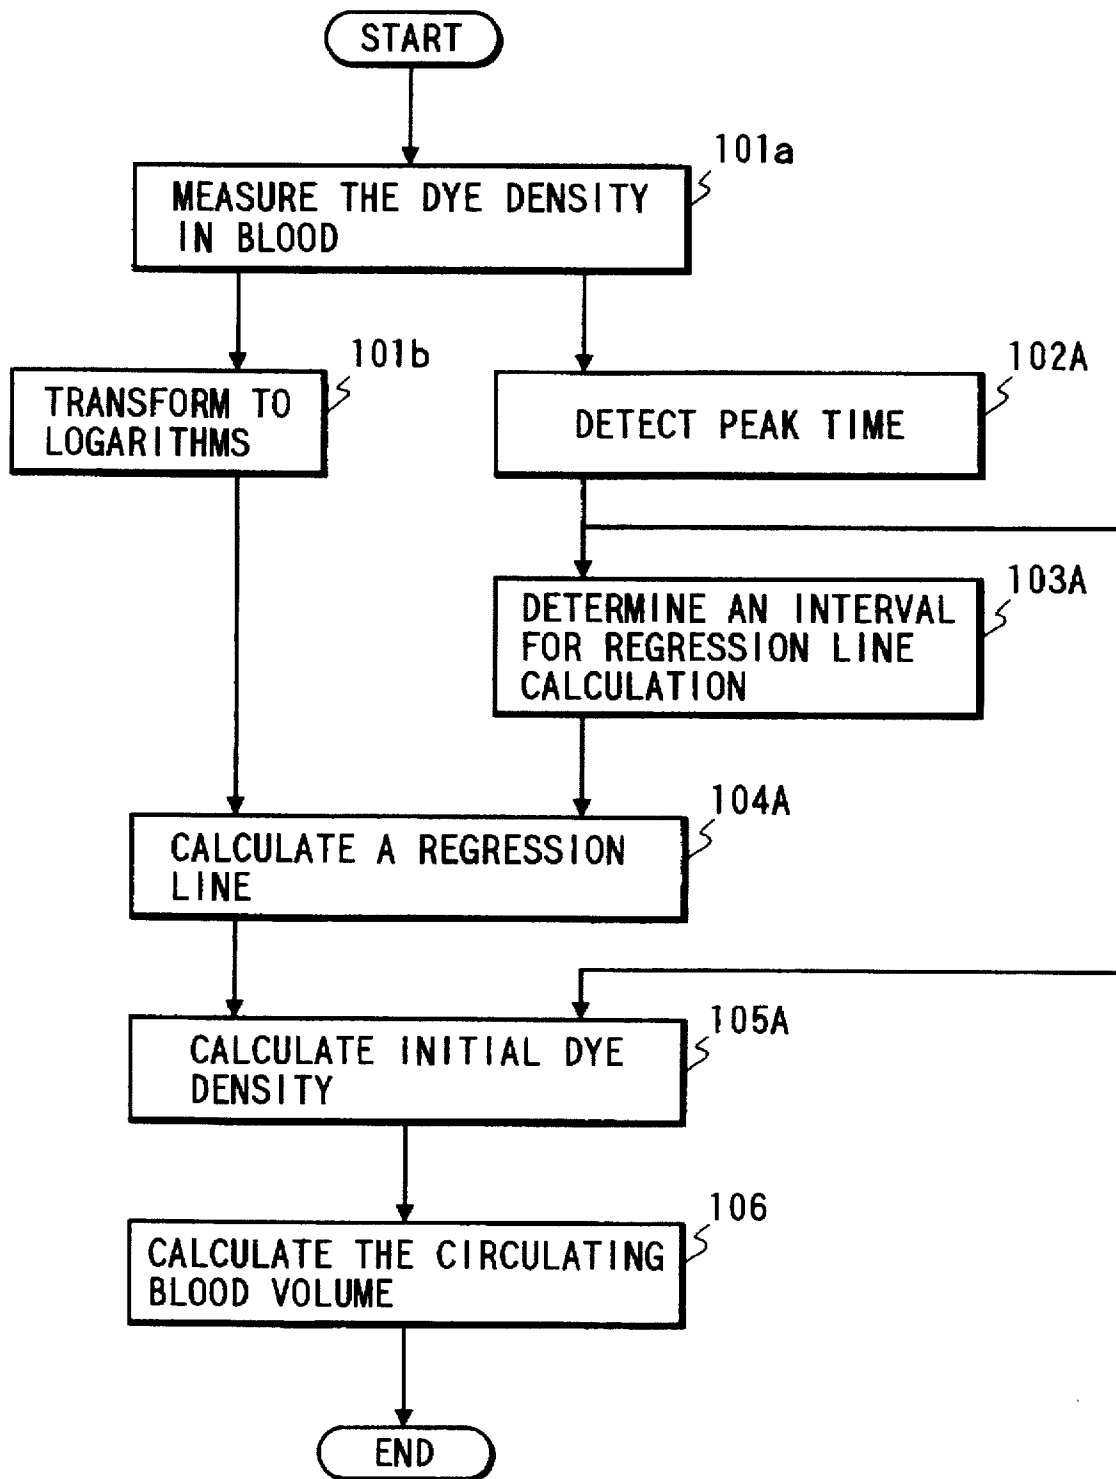 START
101a
MEASURE THE DYE DENSITY
IN BLOOD
101b
TRANSFORM TO
LOGARITHMS
102A
DETECT PEAK TIME
103A
DETERMINE AN INTERVAL
FOR REGRESSION LINE
CALCULATION
104A
CALCULATE A REGRESSION
LINE
105A
CALCULATE INITIAL DYE
DENSITY
106
CALCULATE THE CIRCULATING
BLOOD VOLUME
END